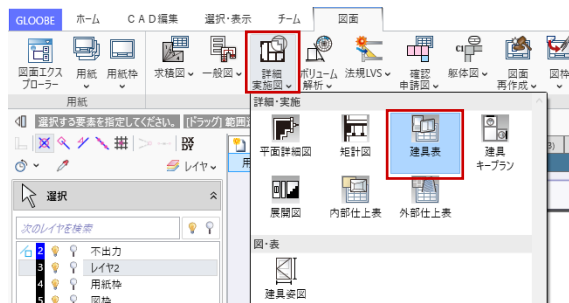 GLOOBE ホーム CAD編集 選択・表示 チーム 図面
図面エクス
プローラー
用紙 用紙枠 求積図 一般図
詳細
実施図
ボリューム
解析
法規LVS
確認
申請図
躯体図
図面
再作成
図枠
用紙
選択する要素を指定してください。 [ドラッグ] 範囲
レイヤ
選択
次のレイヤを検索
2 不出力
3 レイヤ2
4 用紙枠
5 図枠
詳細・実施
平面詳細図 矩計図 建具表
建具
キープラン
展開図 内部仕上表 外部仕上表
図・表
建具姿図